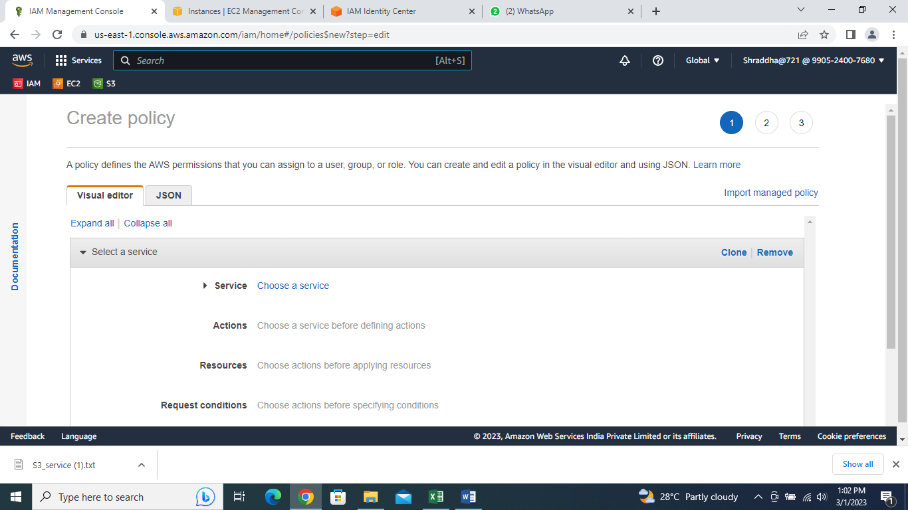 IAM Management Console
Instances | EC2 Management Con
IAM Identity Center
(2) WhatsApp
us-east-1.console.aws.amazon.com/iam/home#/policies$new?step=edit
aws
Services
Search
[Alt+S]
Global
Shraddha@721 @ 9905-2400-7680
IAM
EC2
S3
Create policy
1
2
3
A policy defines the AWS permissions that you can assign to a user, group, or role. You can create and edit a policy in the visual editor and using JSON. Learn more
Visual editor
JSON
Import managed policy
Expand all | Collapse all
Documentation
Select a service
Clone | Remove
Service Choose a service
Actions Choose a service before defining actions
Resources Choose actions before applying resources
Request conditions Choose actions before specifying conditions
Feedback
Language
© 2023, Amazon Web Services India Private Limited or its affiliates.
Privacy
Terms
Cookie preferences
S3_service (1).txt
Show all
Type here to search
28°C Partly cloudy
1:02 PM
3/1/2023
1